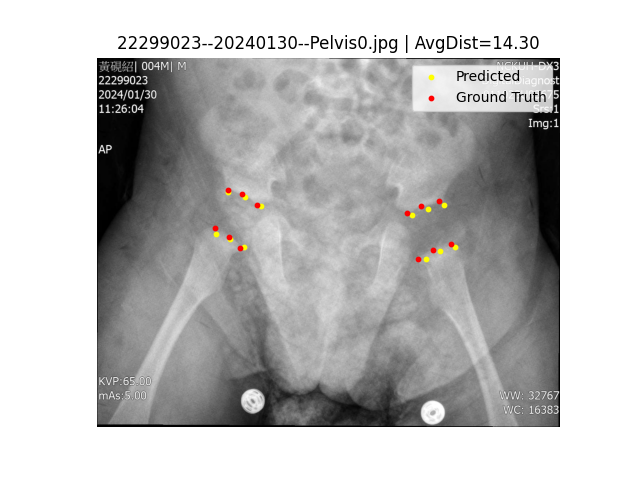 22299023--20240130--Pelvis0.jpg | AvgDist=14.30
黃硯紹| 004M| M
22299023
2024/01/30
11:26:04
AP
Predicted
Ground Truth
Img:1
KVP:65.00
mAs:5.00
WW: 32767
WC: 16383